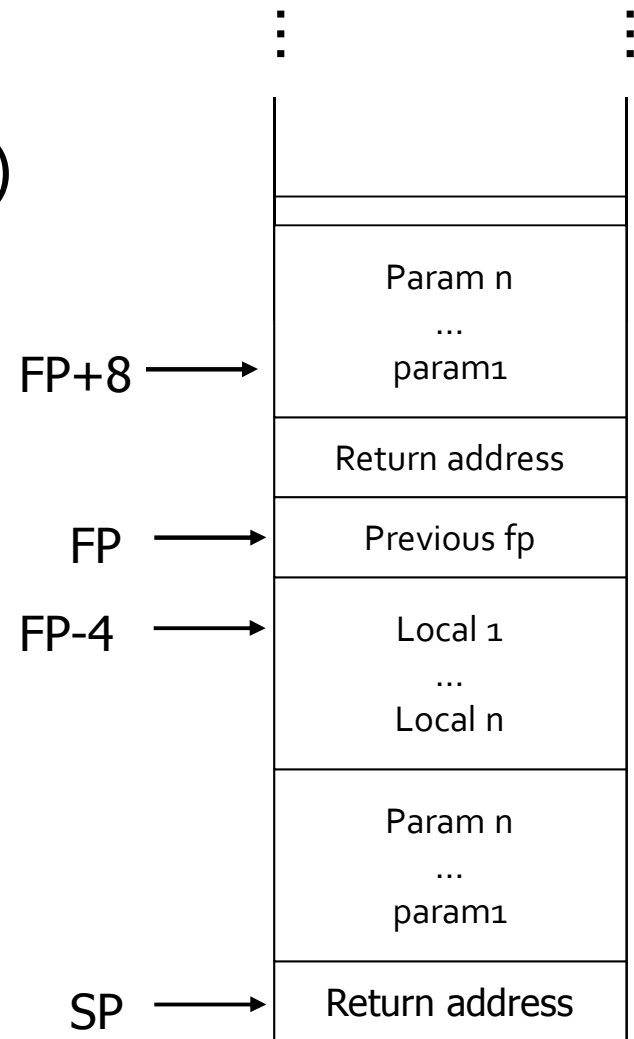 ⋮ ⋮
)
Param n
...
FP+8 param1
Return address
FP Previous fp
FP-4 Local 1
...
Local n
Param n
...
param1
SP Return address